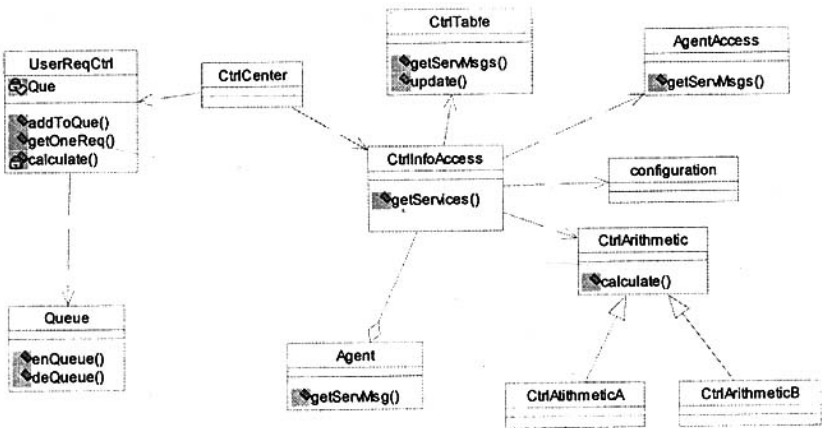 UserReqCtrl
Que
addToQue()
getOneReq()
calculate()
CtrlCenter
CtrlTable
getServMsgs()
update()
AgentAccess
getServMsgs()
CtrlInfoAccess
getServices()
configuration
CtrlArithmetic
calculate()
Queue
enQueue()
deQueue()
Agent
getServMsg()
CtrlAtithmeticA
CtrlArithmeticB